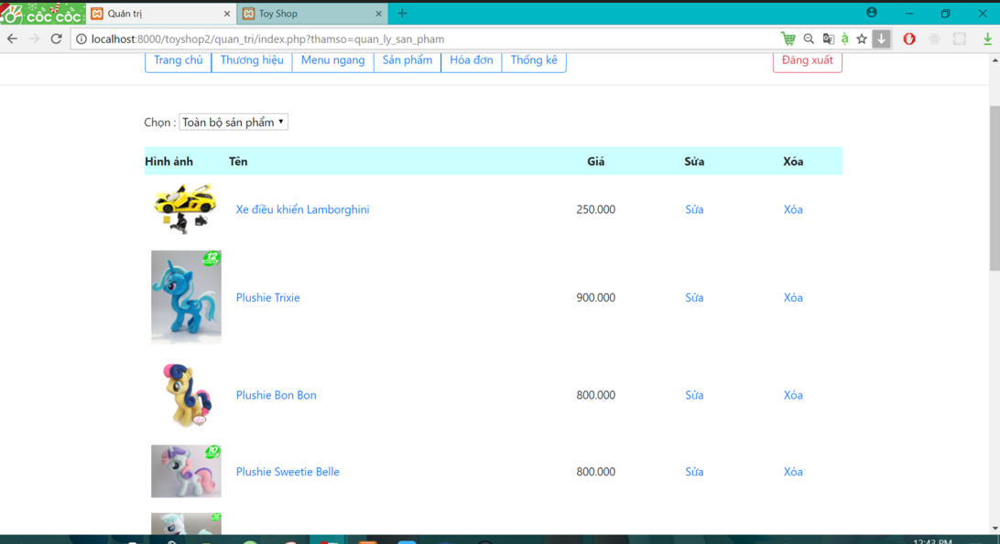 cốc cốc Quản trị Toy Shop
localhost:8000/toyshop2/quan_tri/index.php?thamso=quan_ly_san_pham
Trang chủ Thương hiệu Menu ngang Sản phẩm Hóa đơn Thống kê Đăng xuất
Chọn : Toàn bộ sản phẩm
Hình ảnh Tên Giá Sửa Xóa
Xe điều khiển Lamborghini 250.000 Sửa Xóa
12
Plushie Trixie 900.000 Sửa Xóa
Plushie Bon Bon 800.000 Sửa Xóa
10
Plushie Sweetie Belle 800.000 Sửa Xóa
12:43 PM